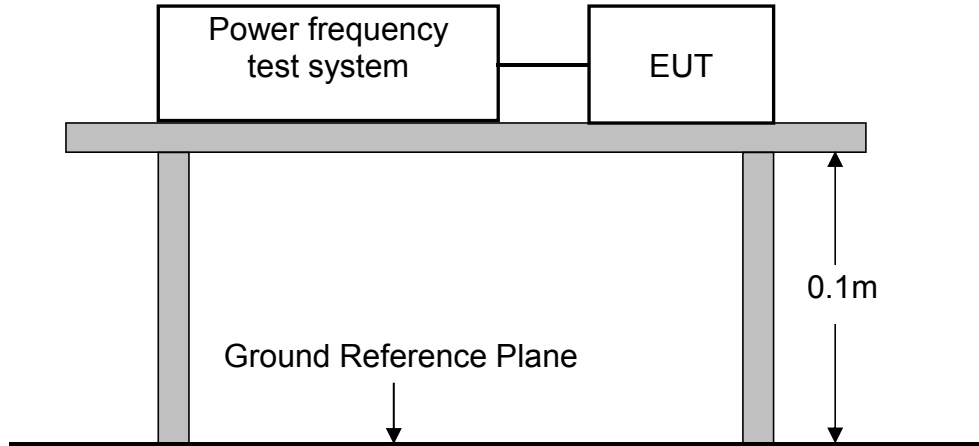 Power frequency
test system
EUT
0.1m
Ground Reference Plane